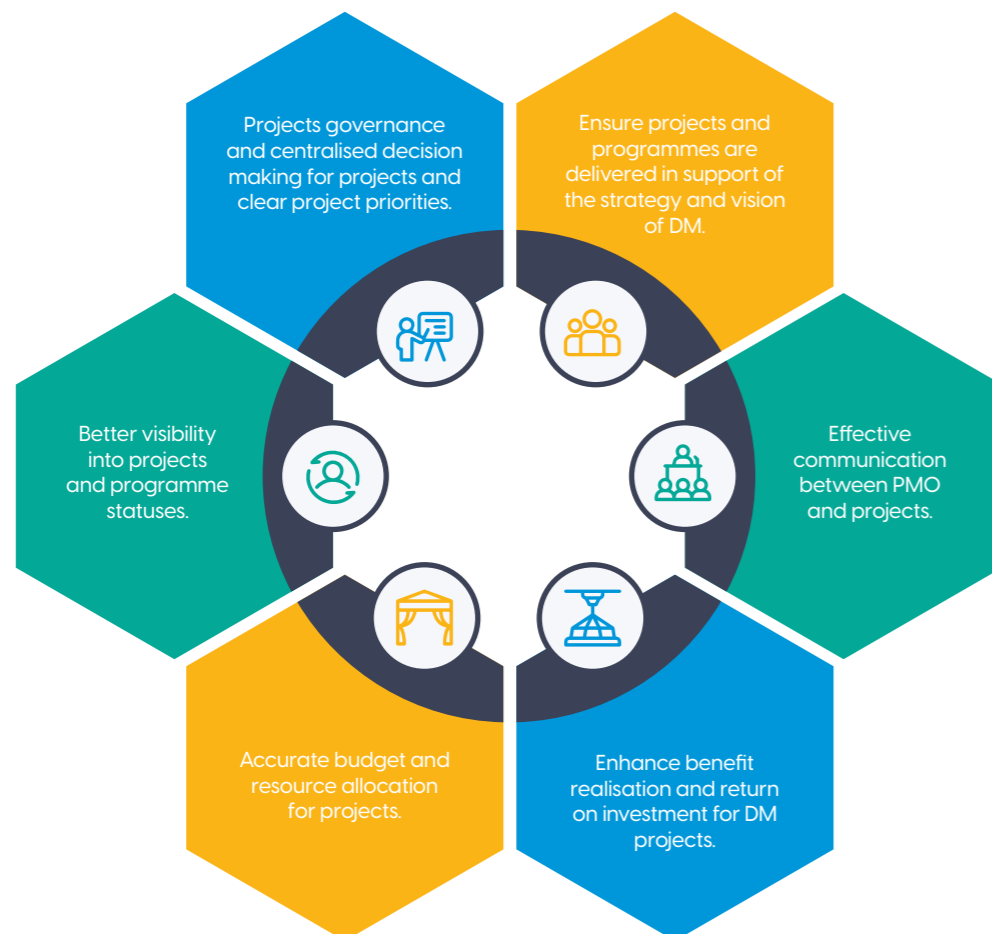 Projects governance
and centralised decision
making for projects and
clear project priorities.
Ensure projects and
programmes are
delivered in support of
the strategy and vision
of DM.
Better visibility
into projects
and programme
statuses.
Effective
communication
between PMO
and projects.
Accurate budget and
resource allocation
for projects.
Enhance benefit
realisation and return
on investment for DM
projects.